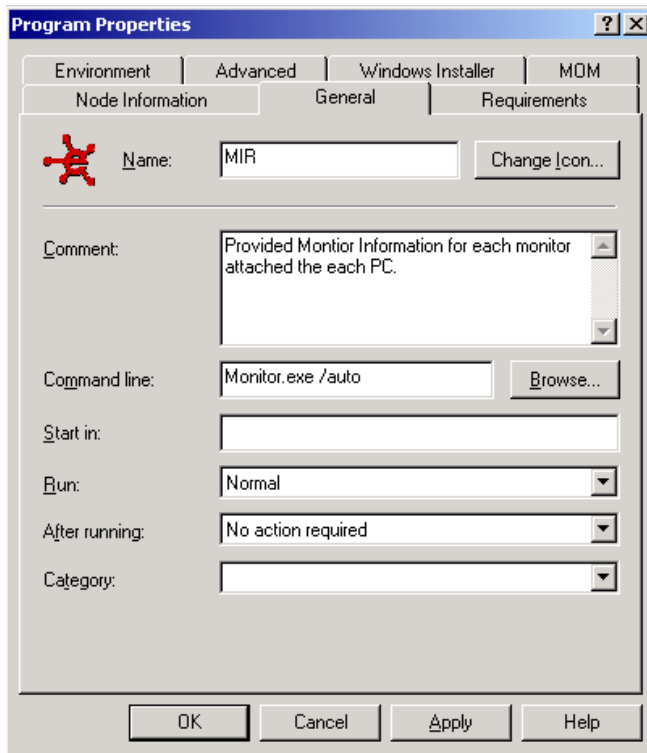 Program Properties
Environment Advanced Windows Installer MOM
Node Information General Requirements
Name: MIR Change Icon...
Comment: Provided Montior Information for each monitor
attached the each PC.
Command line: Monitor.exe /auto Browse...
Start in:
Run: Normal
After running: No action required
Category:
OK Cancel Apply Help